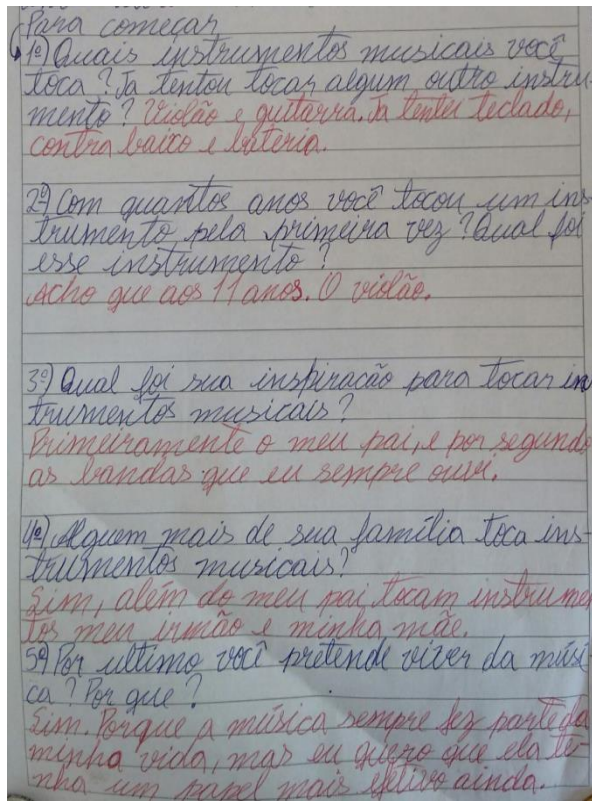 Para começar
1º) Quais instrumentos musicais você
toca? Ja tentou tocar algum outro instru-
mento? Violão e guitarra. Ja tentei teclado,
contra baixo e bateria.
2º) Com quantos anos você tocou um ins-
trumento pela primeira vez? Qual foi
esse instrumento?
Acho que aos 11 anos. O violão.
3º) Qual foi sua inspiração para tocar in
trumentos musicais?
Primeiramente o meu pai, e por segundo
as bandas que eu sempre ouvi.
4º) Alguem mais de sua família toca ins-
trumentos musicais?
Sim, além do meu pai, tocam instrumen
tos meu irmão e minha mãe.
5º) Por ultimo você pretende viver da músi-
ca? Por que?
Sim. Porque a música sempre fez parte da
minha vida, mas eu quero que ela te-
nha um papel mais efetivo ainda.